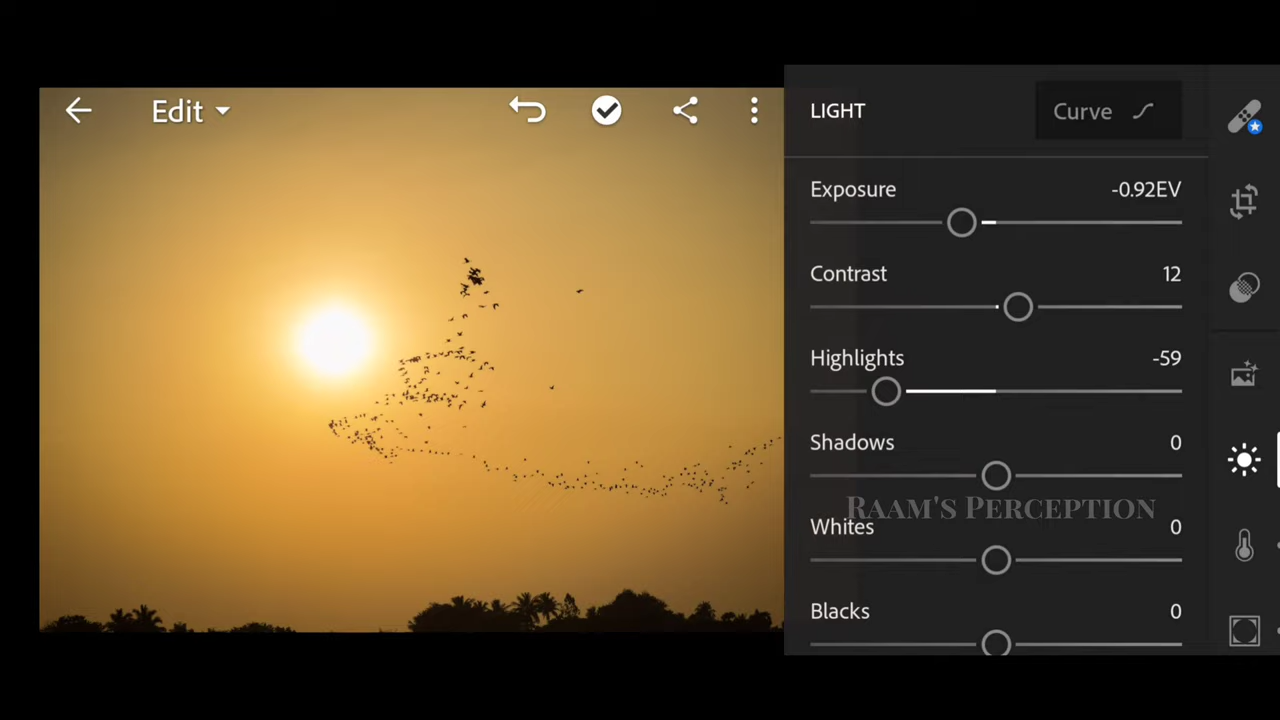 Edit
LIGHT
Curve
Exposure -0.92EV
Contrast 12
Highlights -59
Shadows 0
RAAM'S PERCEPTION
Whites 0
Blacks 0